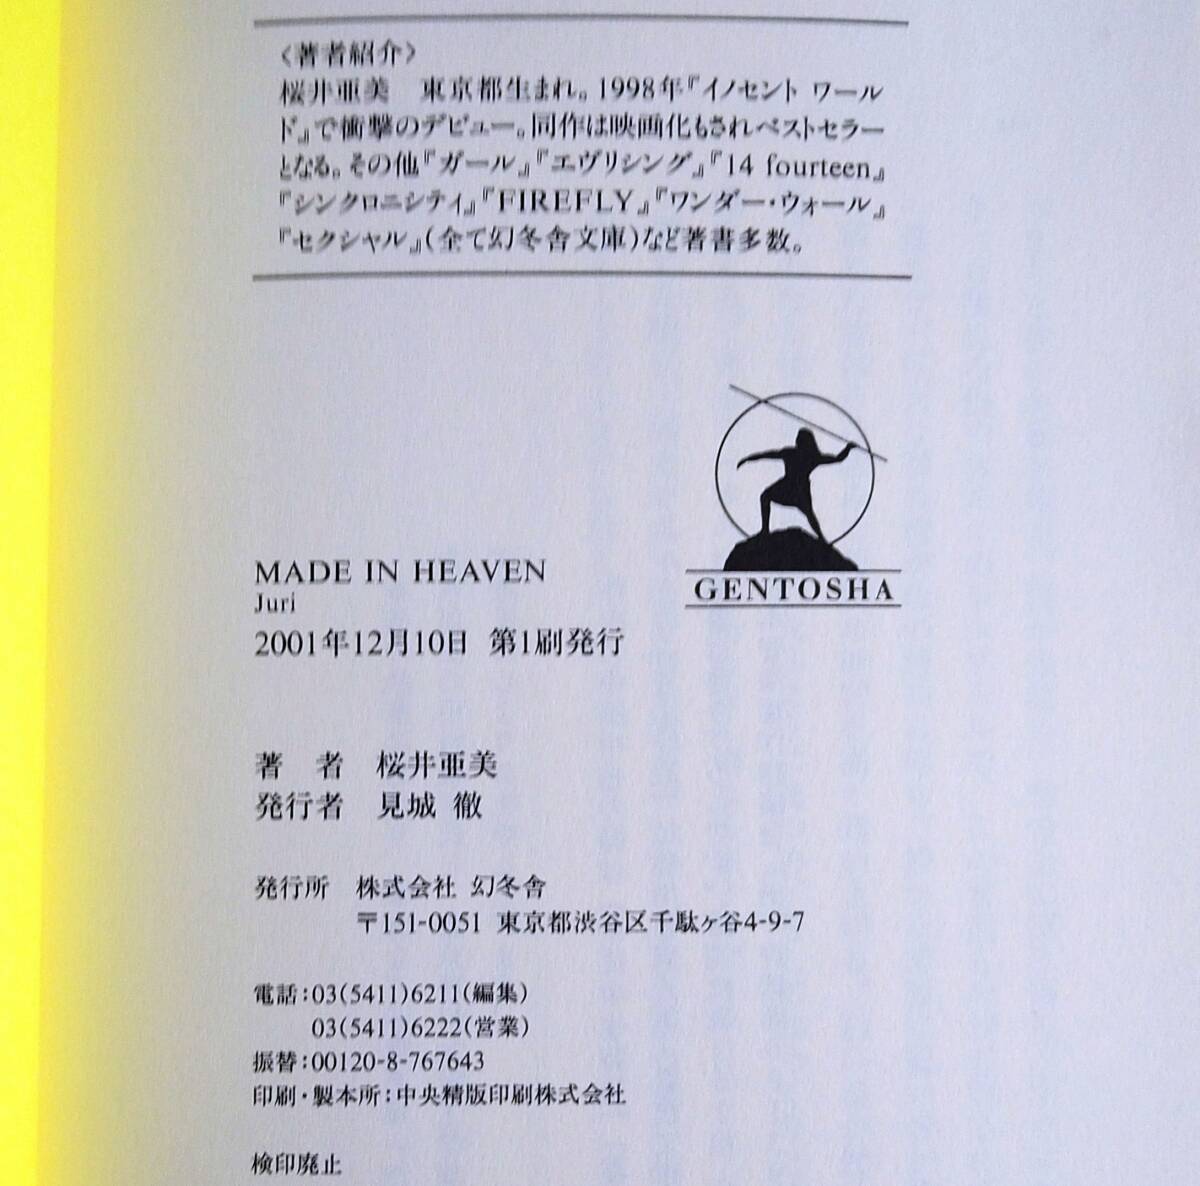 〈著者紹介〉
桜井亜美　東京都生まれ。1998年『イノセント ワール
ド』で衝撃のデビュー。同作は映画化もされベストセラー
となる。その他『ガール』『エヴリシング』『14 fourteen』
『シンクロニシティ』『FIREFLY』『ワンダー・ウォール』
『セクシャル』(全て幻冬舎文庫)など著書多数。
GENTOSHA
MADE IN HEAVEN
Juri
2001年12月10日 第1刷発行
著　者　桜井亜美
発行者　見城 徹
発行所　株式会社 幻冬舎
〒151-0051 東京都渋谷区千駄ヶ谷4-9-7
電話:03(5411)6211(編集)
03(5411)6222(営業)
振替:00120-8-767643
印刷・製本所:中央精版印刷株式会社
検印廃止